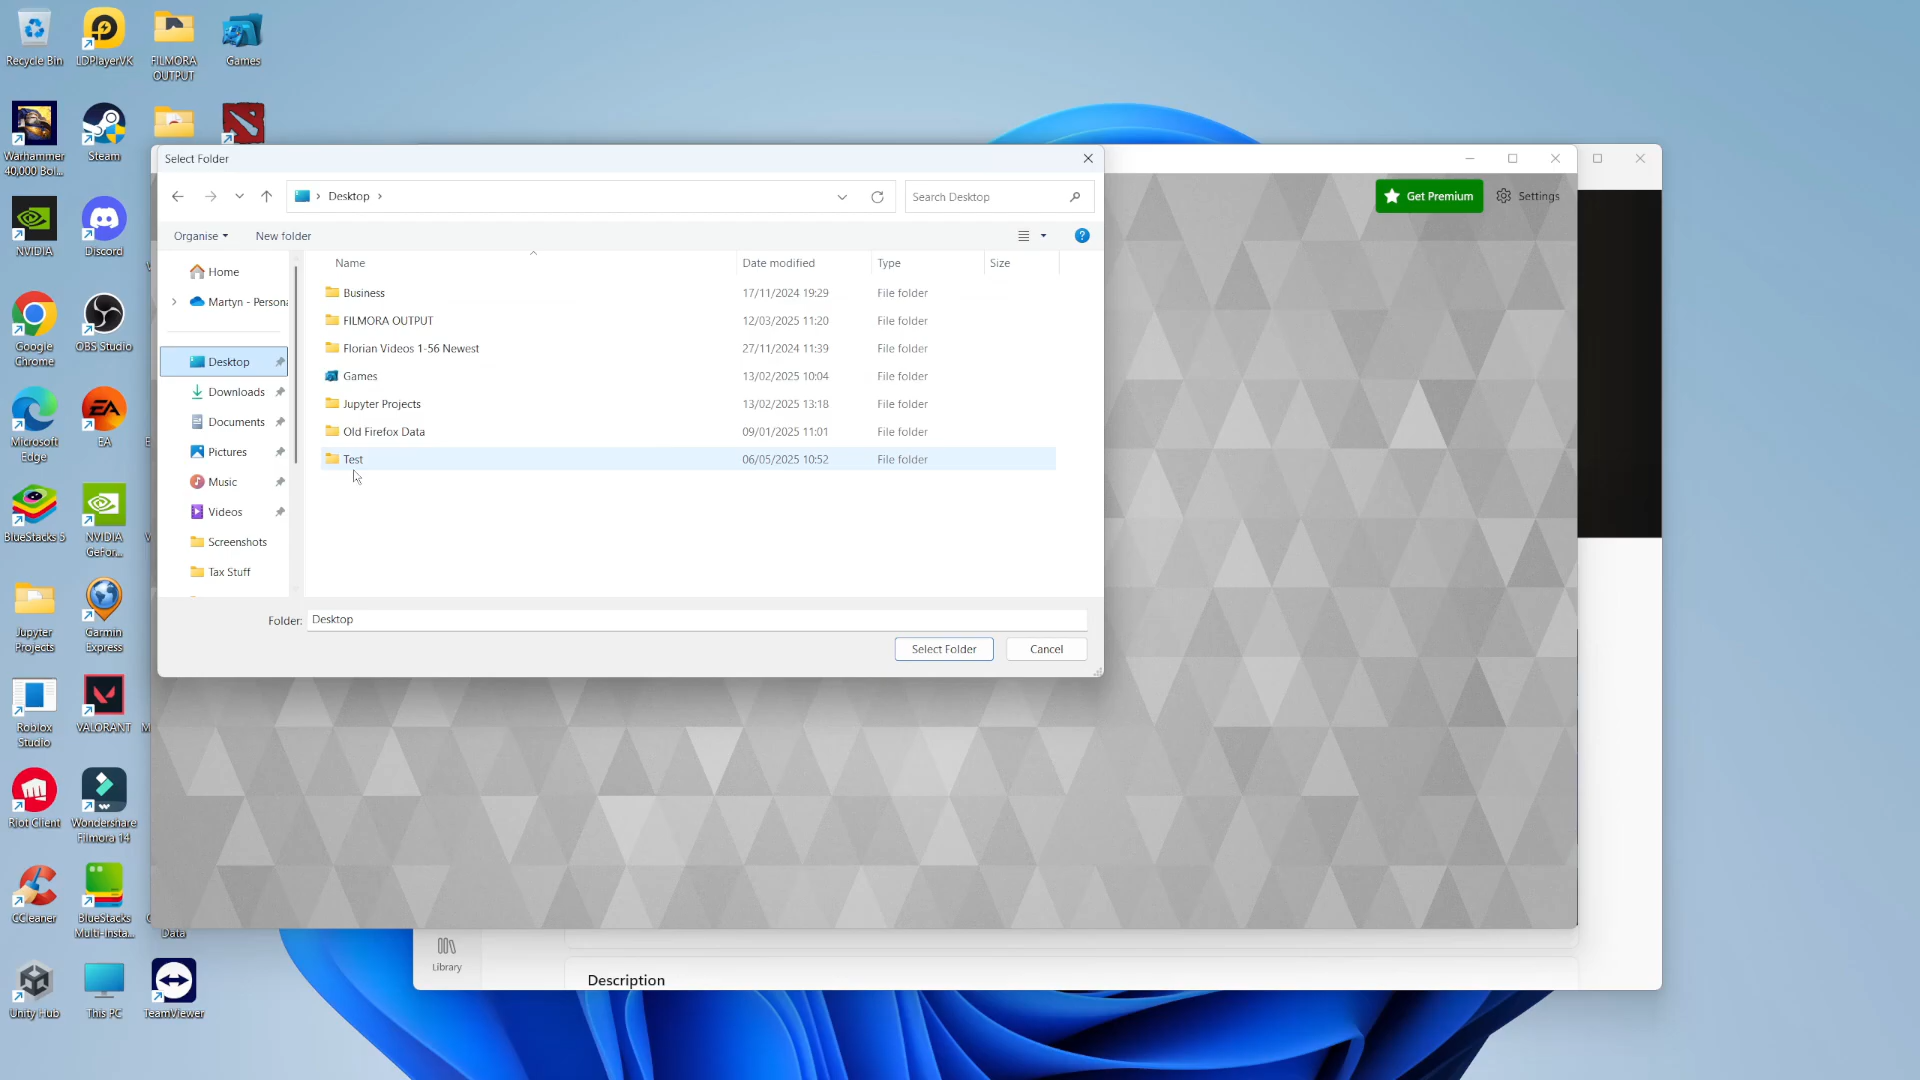 Recycle Bin
LDPlayerVK
FILMORA
OUTPUT
Games
Warhammer
40,000 Bol...
Steam
NVIDIA
Discord
Google
Chrome
OBS Studio
Microsoft
Edge
EA
BlueStacks 5
NVIDIA
GeFor...
Jupyter
Projects
Garmin
Express
Roblox
Studio
VALORANT
Riot Client
Wondershare
Filmora 14
CCleaner
BlueStacks
Multi-Insta...
Data
Unity Hub
This PC
TeamViewer
Select Folder
Desktop
Search Desktop
Organise
New folder
Home
Martyn - Persona
Desktop
Downloads
Documents
Pictures
Music
Videos
Screenshots
Tax Stuff
Name Date modified Type Size
Business 17/11/2024 19:29 File folder
FILMORA OUTPUT 12/03/2025 11:20 File folder
Florian Videos 1-56 Newest 27/11/2024 11:39 File folder
Games 13/02/2025 10:04 File folder
Jupyter Projects 13/02/2025 13:18 File folder
Old Firefox Data 09/01/2025 11:01 File folder
Test 06/05/2025 10:52 File folder
Folder: Desktop
Select Folder
Cancel
Get Premium
Settings
Library
Description